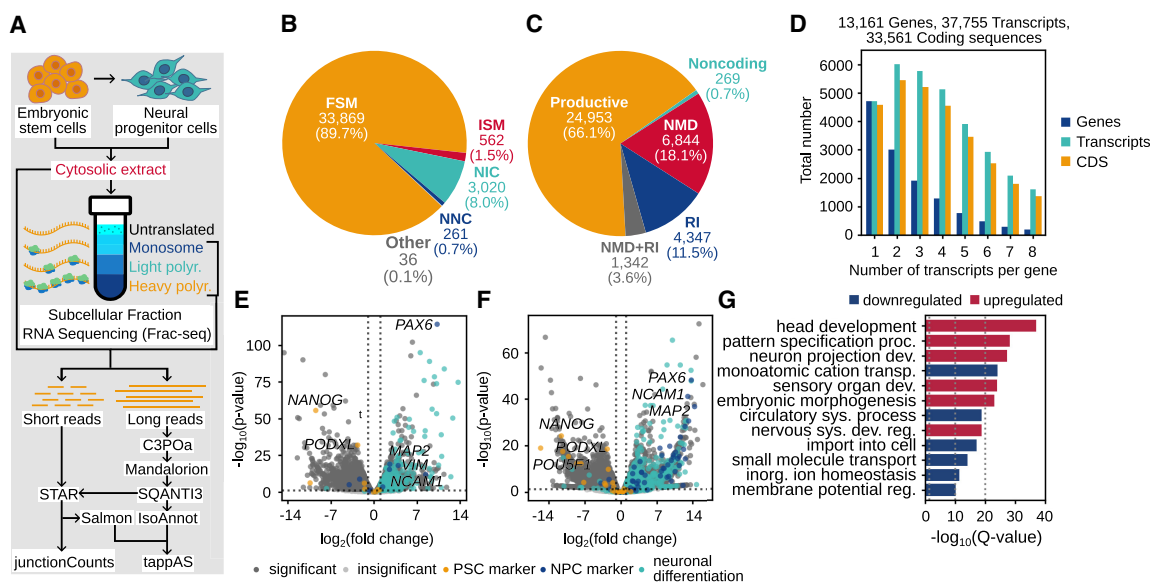 A
Embryonic
stem cells
Neural
progenitor cells
Cytosolic extract
Untranslated
Monosome
Light polyr.
Heavy polyr.
Subcellular Fraction
RNA Sequencing (Frac-seq)
Short reads
Long reads
C3POa
Mandalorion
STAR
SQANTI3
Salmon
IsoAnnot
junctionCounts
tappAS
B
FSM
33,869
(89.7%)
ISM
562
(1.5%)
NIC
3,020
(8.0%)
NNC
261
(0.7%)
Other
36
(0.1%)
C
Productive
24,953
(66.1%)
Noncoding
269
(0.7%)
NMD
6,844
(18.1%)
RI
4,347
(11.5%)
NMD+RI
1,342
(3.6%)
D
13,161 Genes, 37,755 Transcripts,
33,561 Coding sequences
Total number
6000
5000
4000
3000
2000
1000
0
1 2 3 4 5 6 7 8
Number of transcripts per gene
Genes
Transcripts
CDS
E
-log10(p-value)
100
75
50
25
0
PAX6
NANOG
t
PODXL
MAP2
VIM
NCAM1
-14 -7 0 7 14
log2(fold change)
F
-log10(p-value)
60
40
20
0
PAX6
NCAM1
MAP2
NANOG
PODXL
POU5F1
-14 -7 0 7 14
log2(fold change)
significant
insignificant
PSC marker
NPC marker
neuronal
differentiation
G
downregulated
upregulated
head development
pattern specification proc.
neuron projection dev.
monoatomic cation transp.
sensory organ dev.
embryonic morphogenesis
circulatory sys. process
nervous sys. dev. reg.
import into cell
small molecule transport
inorg. ion homeostasis
membrane potential reg.
0 10 20 30 40
-log10(Q-value)